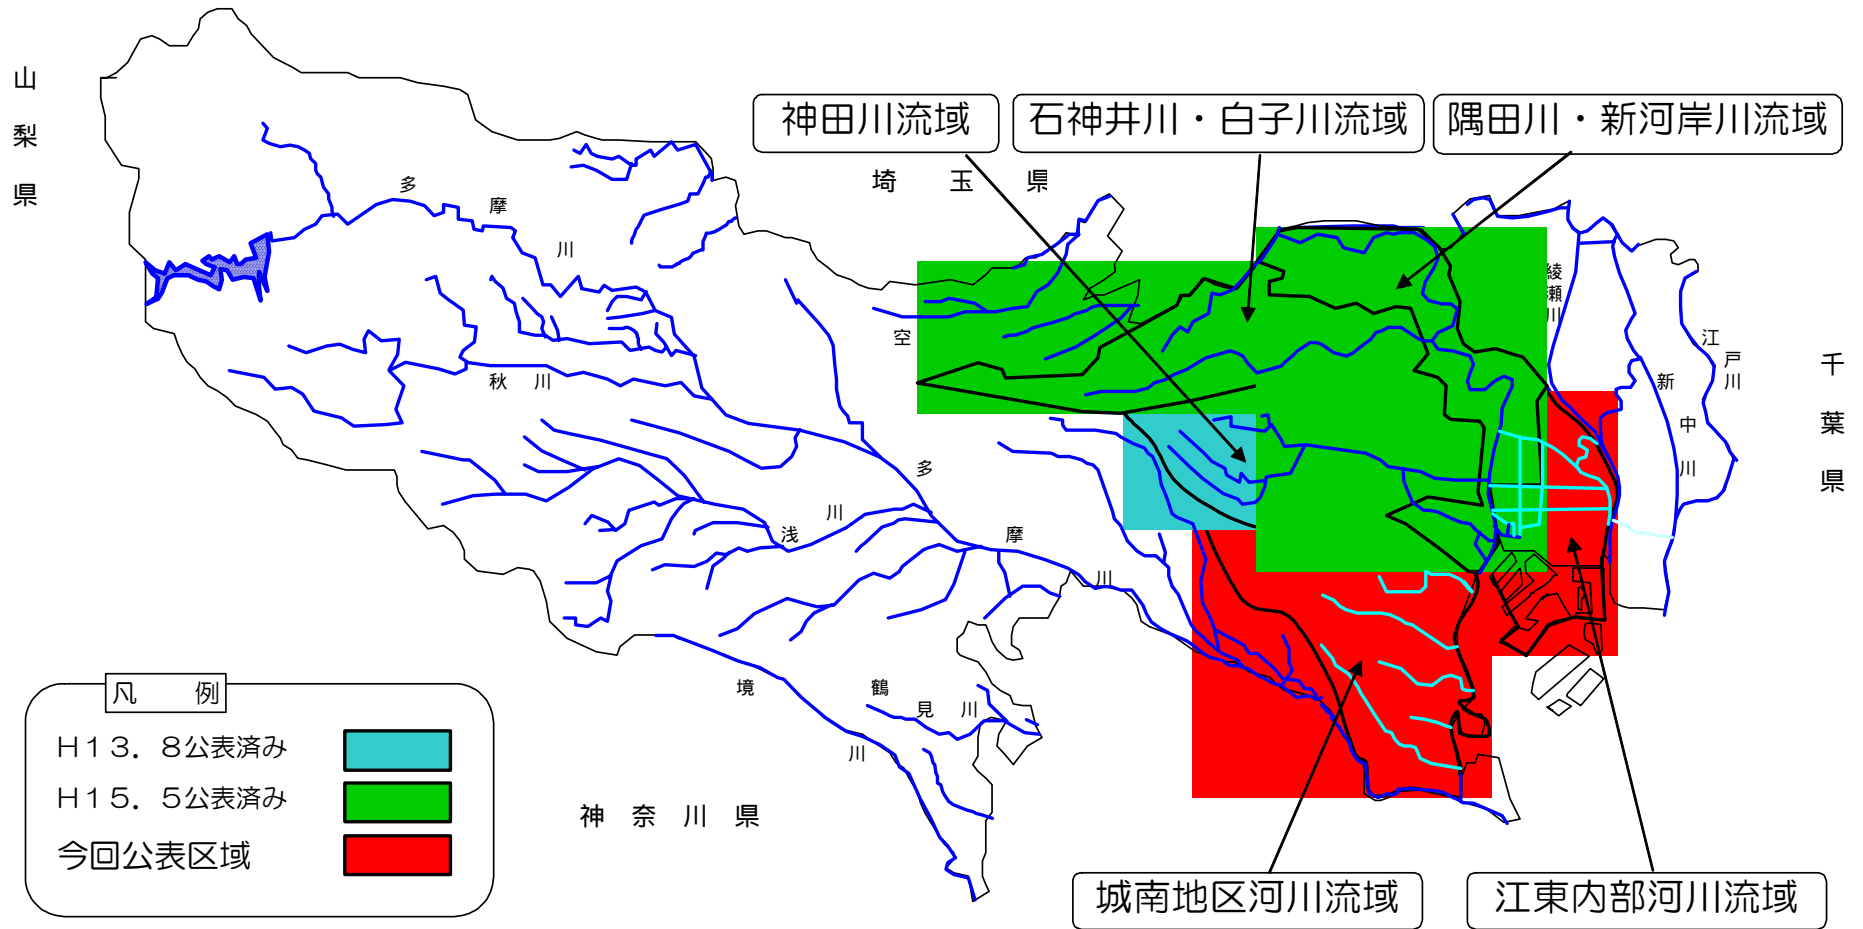 山梨県
神田川流域
石神井川・白子川流域
隅田川・新河岸川流域
埼玉県
多摩川
綾瀬川
空
江戸川
千葉県
秋川
新中川
多摩川
浅川
境川
鶴見川
神奈川県
凡例
H13．8公表済み
H15．5公表済み
今回公表区域
城南地区河川流域
江東内部河川流域